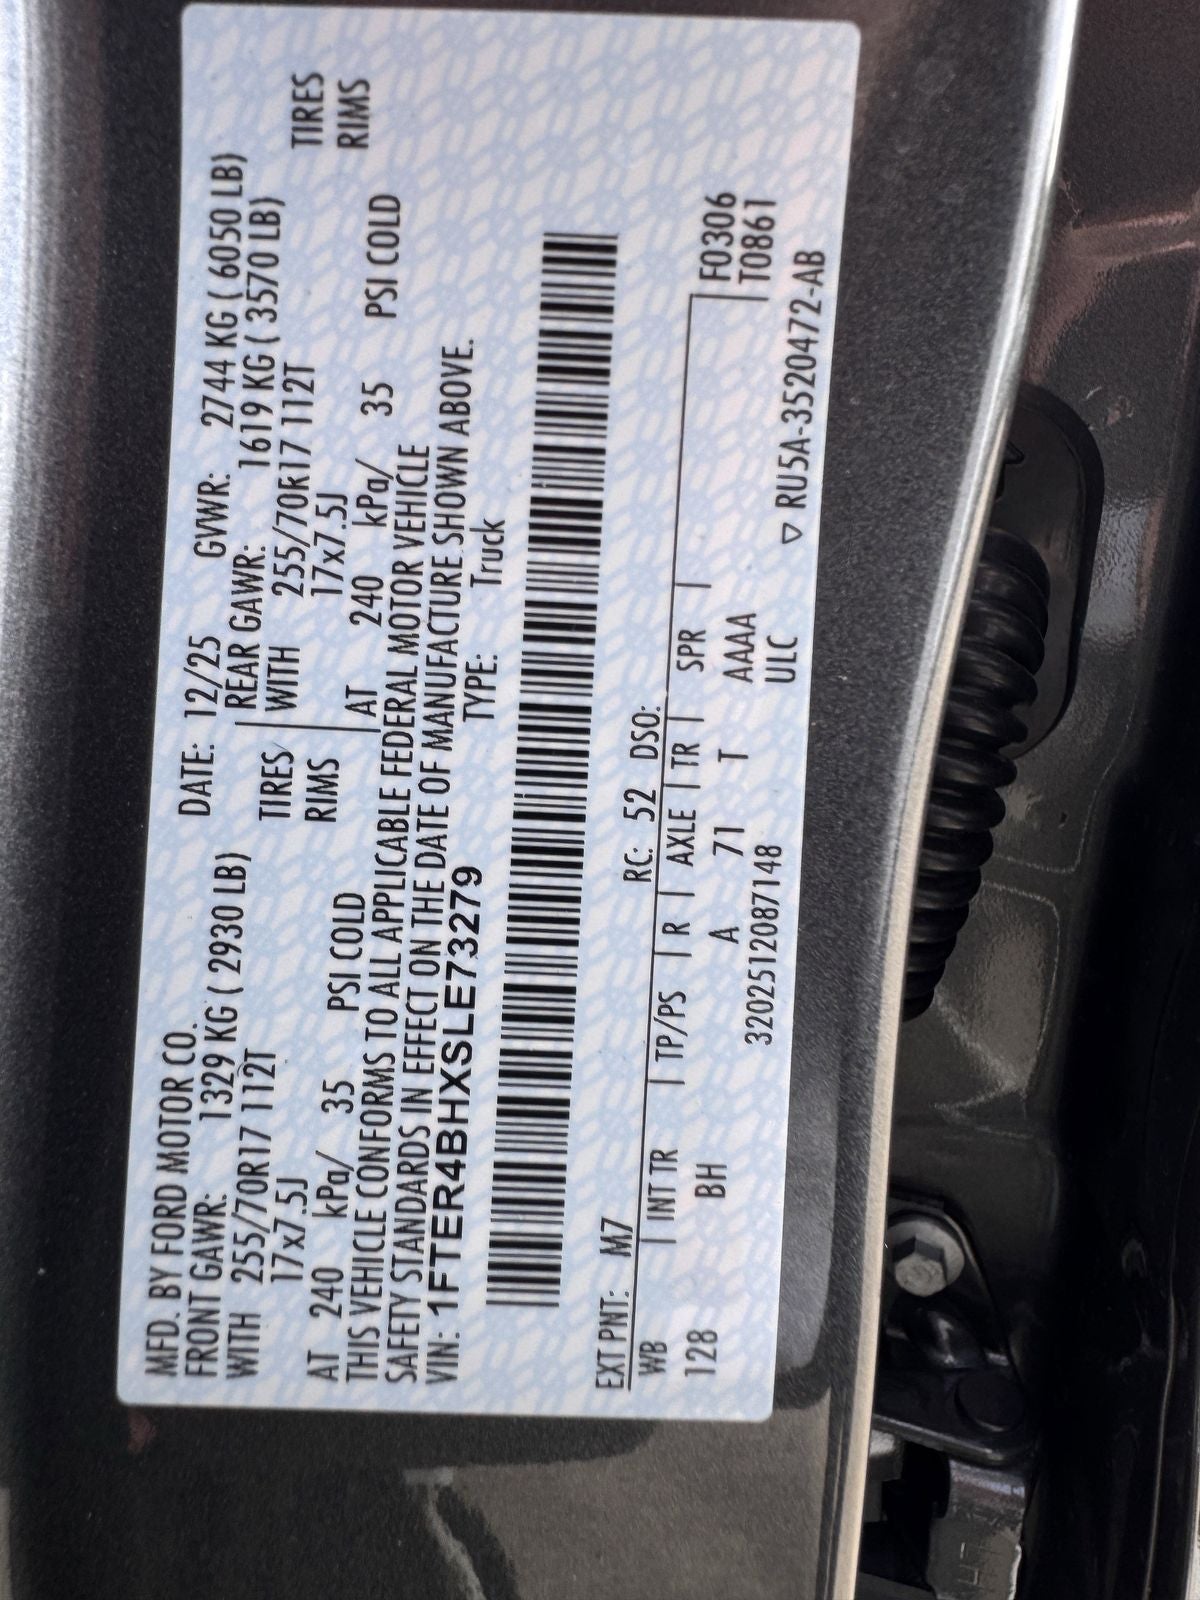 MFD. BY FORD MOTOR CO.
DATE: 12/25 GVWR: 2744 KG ( 6050 LB)
FRONT GAWR: 1329 KG ( 2930 LB)
REAR GAWR: 1619 KG ( 3570 LB)
WITH 255/70R17 112T TIRES
WITH 255/70R17 112T TIRES
17x7.5J RIMS
17x7.5J RIMS
AT 240 kPa/ 35 PSI COLD
AT 240 kPa/ 35 PSI COLD
THIS VEHICLE CONFORMS TO ALL APPLICABLE FEDERAL MOTOR VEHICLE
SAFETY STANDARDS IN EFFECT ON THE DATE OF MANUFACTURE SHOWN ABOVE.
VIN: 1FTER4BHXSLE73279 TYPE: Truck
EXT PNT: M7 RC: 52 DSO:
WB | INT TR | TP/PS | R | AXLE | TR | SPR | F0306
128 BH A 71 T AAAA T0861
3202512087148 ULC ▽ RU5A-3520472-AB